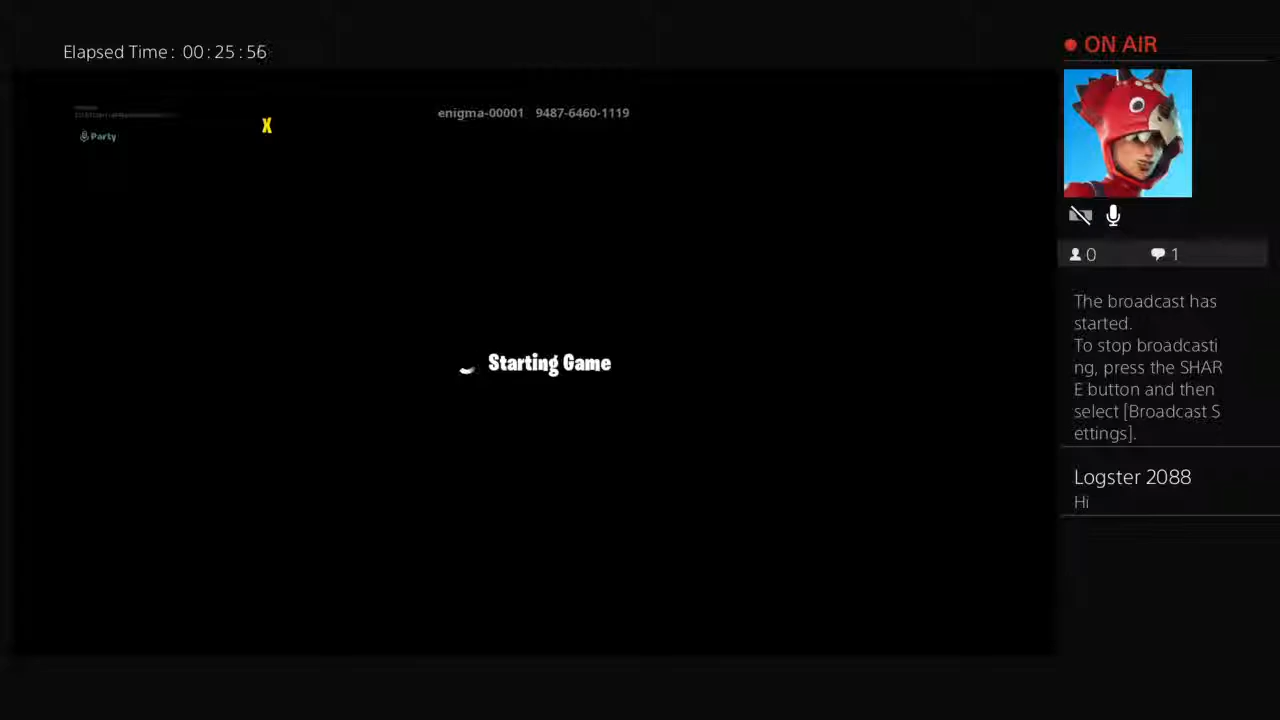 Elapsed Time: 00:25:56
ON AIR
enigma-00001 9487-6460-1119
X
Party
0 1
Starting Game
The broadcast has
started.
To stop broadcasti
ng, press the SHAR
E button and then
select [Broadcast S
ettings].
Logster 2088
Hi